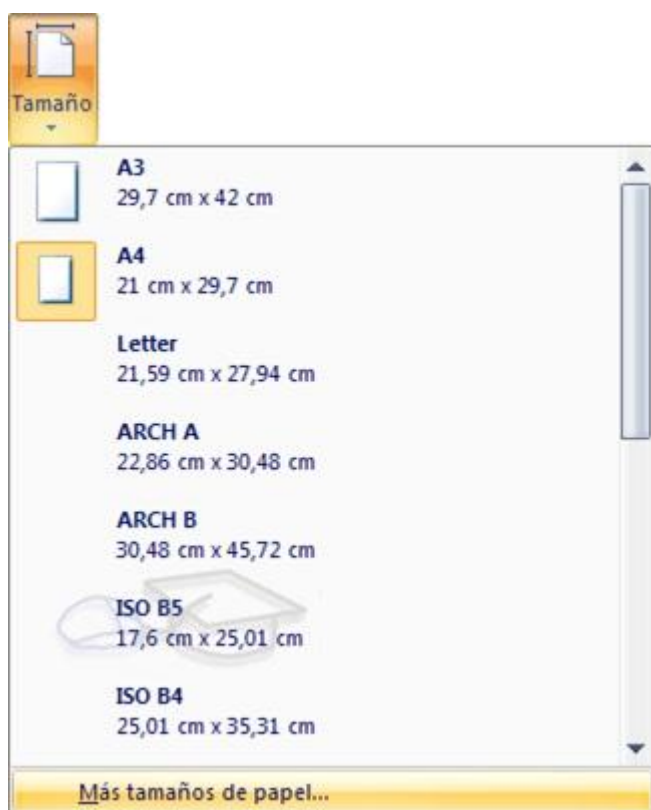 Tamaño
A3
29,7 cm x 42 cm
A4
21 cm x 29,7 cm
Letter
21,59 cm x 27,94 cm
ARCH A
22,86 cm x 30,48 cm
ARCH B
30,48 cm x 45,72 cm
ISO B5
17,6 cm x 25,01 cm
ISO B4
25,01 cm x 35,31 cm
Más tamaños de papel...